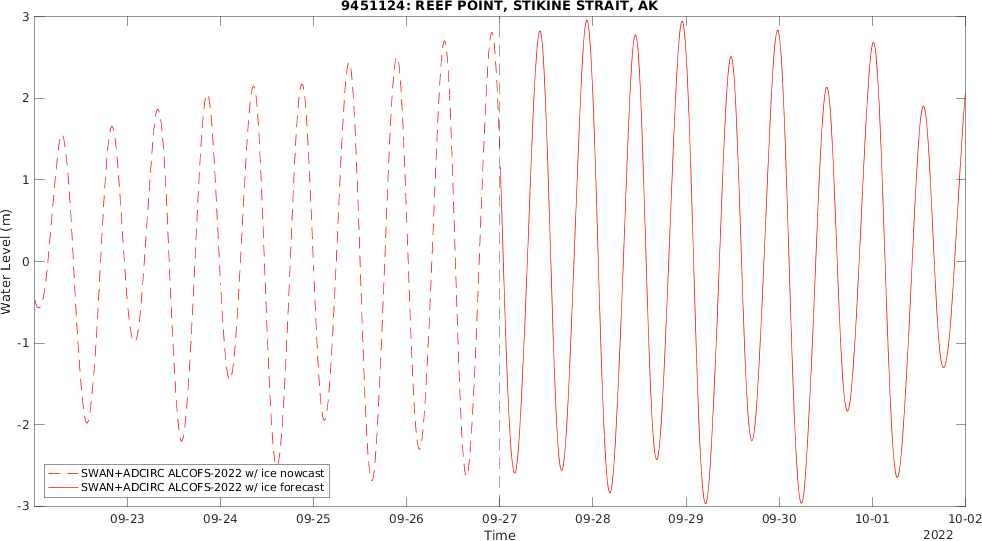 9451124: REEF POINT, STIKINE STRAIT, AK
3
2
1
0
-1
-2
-3
Water Level (m)
SWAN+ADCIRC ALCOFS-2022 w/ ice nowcast
SWAN+ADCIRC ALCOFS-2022 w/ ice forecast
09-23 09-24 09-25 09-26 09-27 09-28 09-29 09-30 10-01 10-02
Time
2022